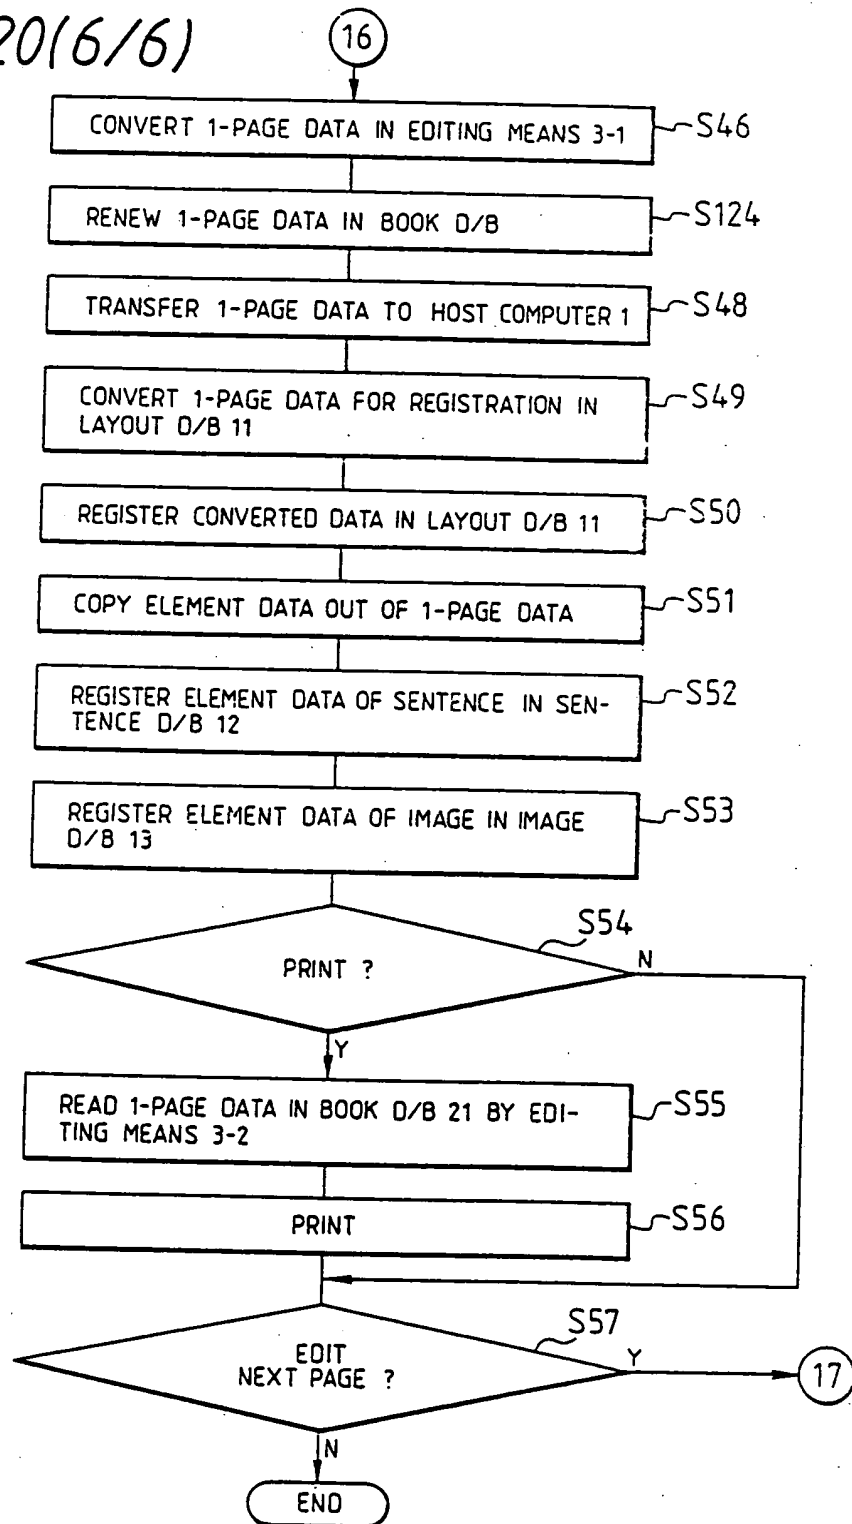 20(6/6)
16
CONVERT 1-PAGE DATA IN EDITING MEANS 3-1
S46
RENEW 1-PAGE DATA IN BOOK D/B
S124
TRANSFER 1-PAGE DATA TO HOST COMPUTER 1
S48
CONVERT 1-PAGE DATA FOR REGISTRATION IN
LAYOUT D/B 11
S49
REGISTER CONVERTED DATA IN LAYOUT D/B 11
S50
COPY ELEMENT DATA OUT OF 1-PAGE DATA
S51
REGISTER ELEMENT DATA OF SENTENCE IN SEN-
TENCE D/B 12
S52
REGISTER ELEMENT DATA OF IMAGE IN IMAGE
D/B 13
S53
S54
PRINT ?
N
Y
READ 1-PAGE DATA IN BOOK D/B 21 BY EDI-
TING MEANS 3-2
S55
PRINT
S56
S57
EDIT
NEXT PAGE ?
Y
17
N
END